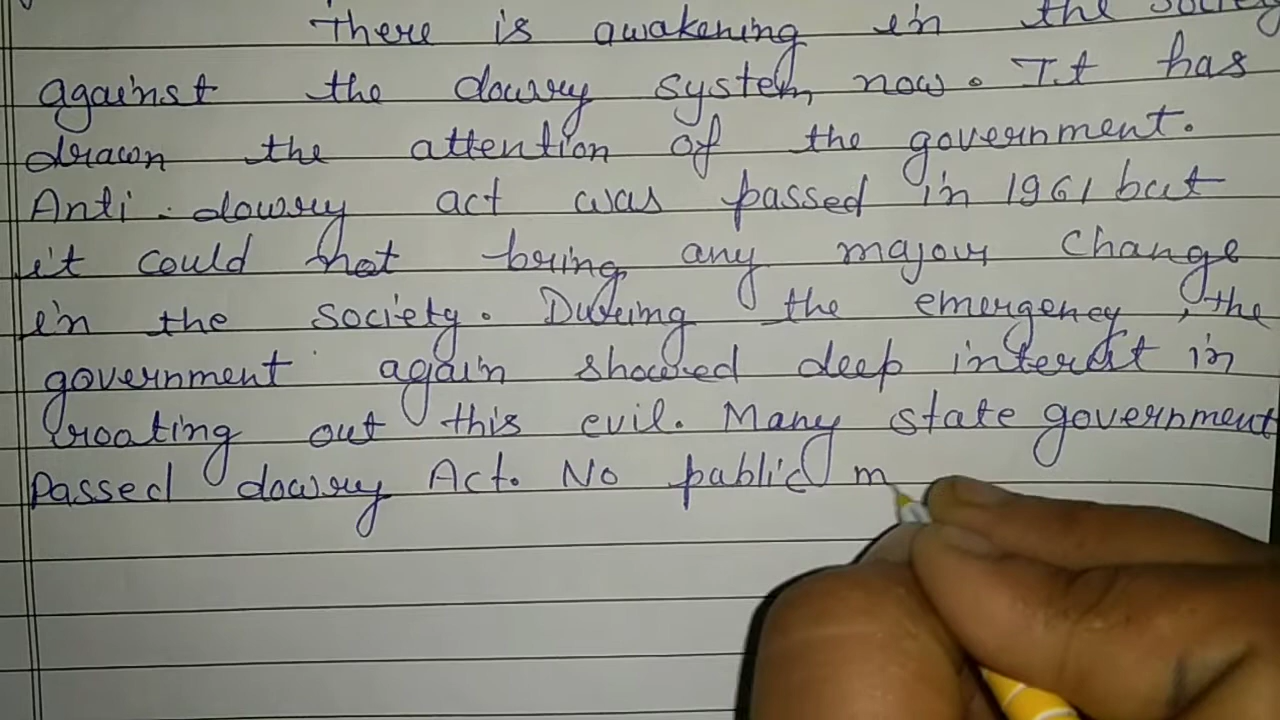 There is awakening in the society
against the dowry system now. It has
drawn the attention of the government.
Anti-dowry act was passed in 1961 but
it could not bring any major change
in the society. During the emergency, the
government again showed deep interest in
roating out this evil. Many state government
Passed dowry Act. No public m